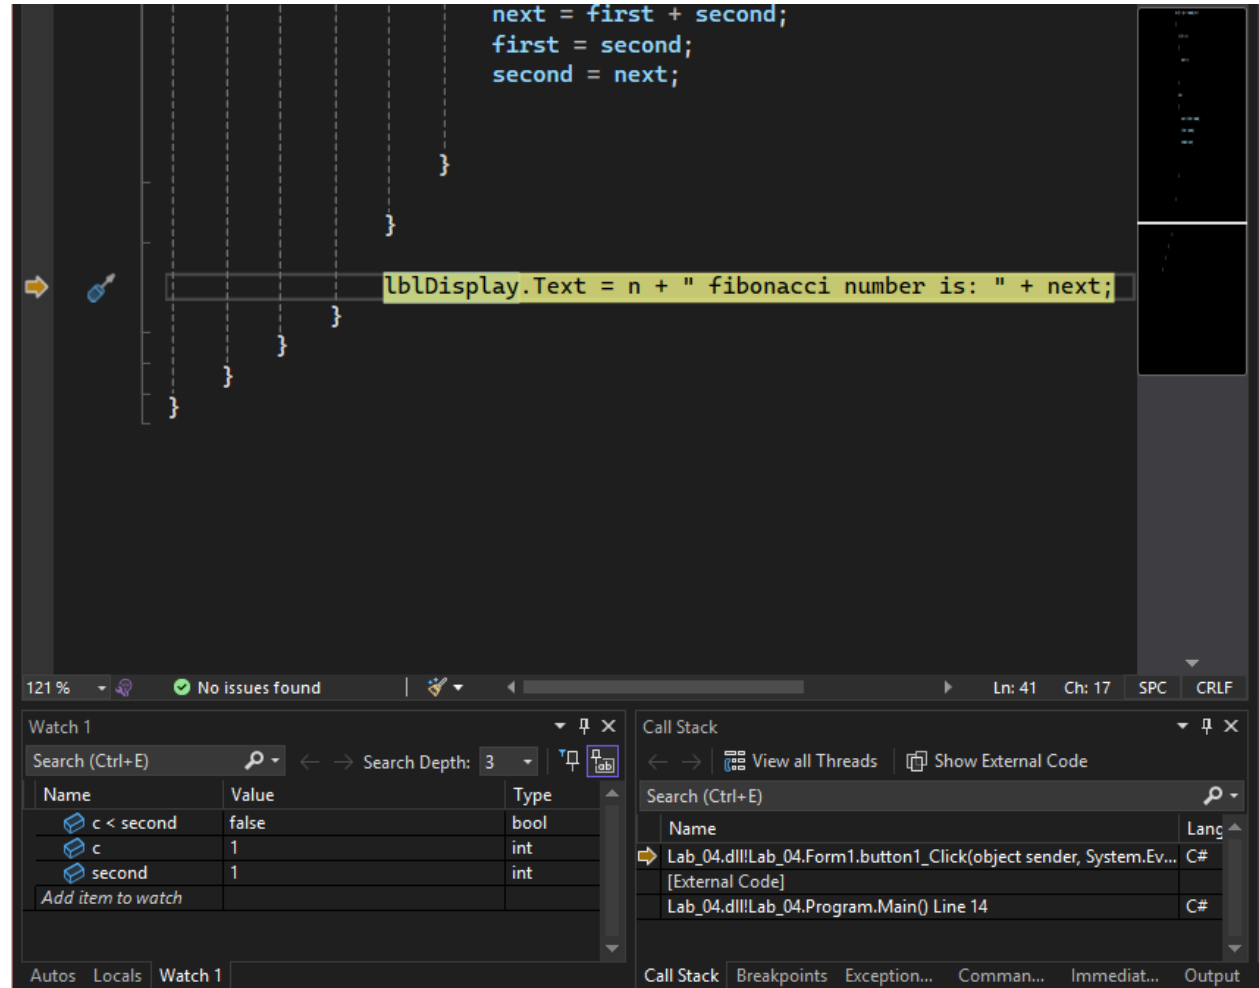 next = first + second;
first = second;
second = next;
}
}
lblDisplay.Text = n + " fibonacci number is: " + next;
}
}
}
}
121 %
No issues found
Ln: 41 Ch: 17 SPC CRLF
Watch 1
Search (Ctrl+E)
Search Depth: 3
Name Value Type
c < second false bool
c 1 int
second 1 int
Add item to watch
Autos Locals Watch 1
Call Stack
View all Threads Show External Code
Search (Ctrl+E)
Name Lang
Lab_04.dll!Lab_04.Form1.button1_Click(object sender, System.Ev... C#
[External Code]
Lab_04.dll!Lab_04.Program.Main() Line 14 C#
Call Stack Breakpoints Exception... Comman... Immediat... Output